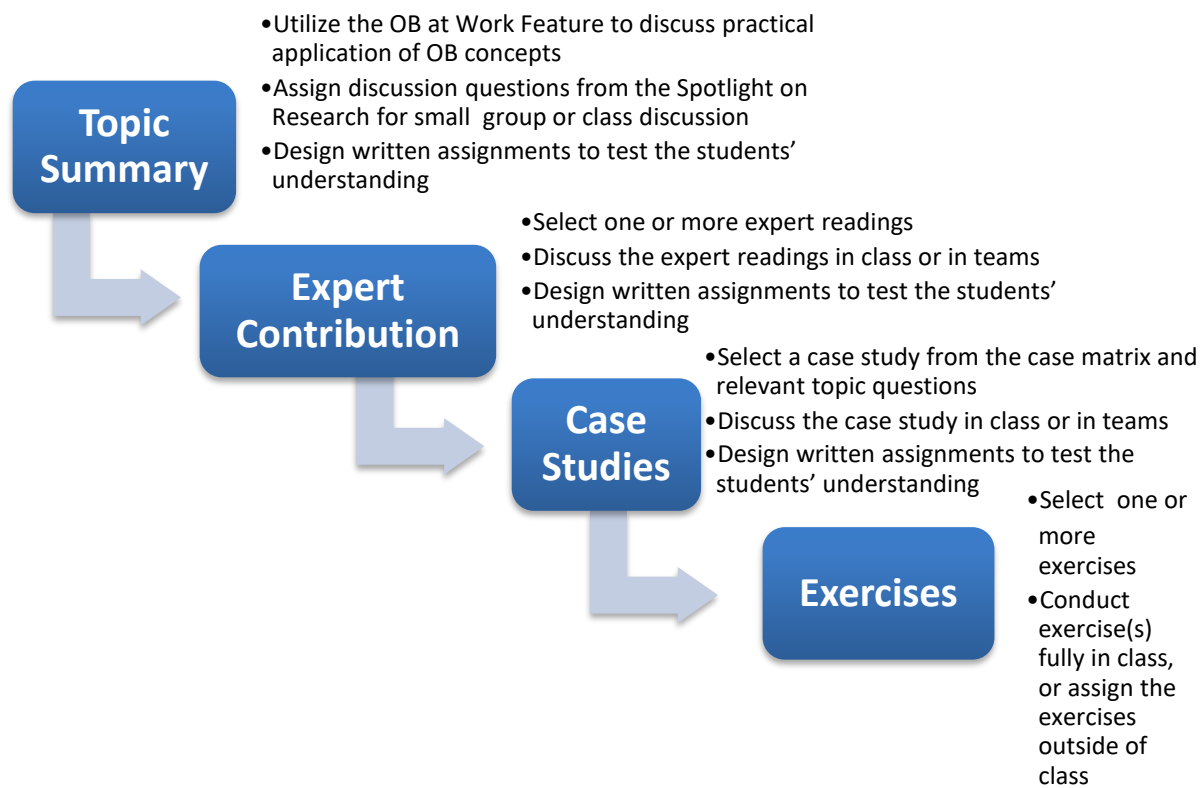 •Utilize the OB at Work Feature to discuss practical
application of OB concepts
•Assign discussion questions from the Spotlight on
Research for small group or class discussion
•Design written assignments to test the students’
understanding
Topic
Summary
•Select one or more expert readings
•Discuss the expert readings in class or in teams
•Design written assignments to test the students’
understanding
Expert
Contribution
•Select a case study from the case matrix and
relevant topic questions
•Discuss the case study in class or in teams
•Design written assignments to test the
students’ understanding
Case
Studies
•Select one or
more
exercises
•Conduct
exercise(s)
fully in class,
or assign the
exercises
outside of
class
Exercises